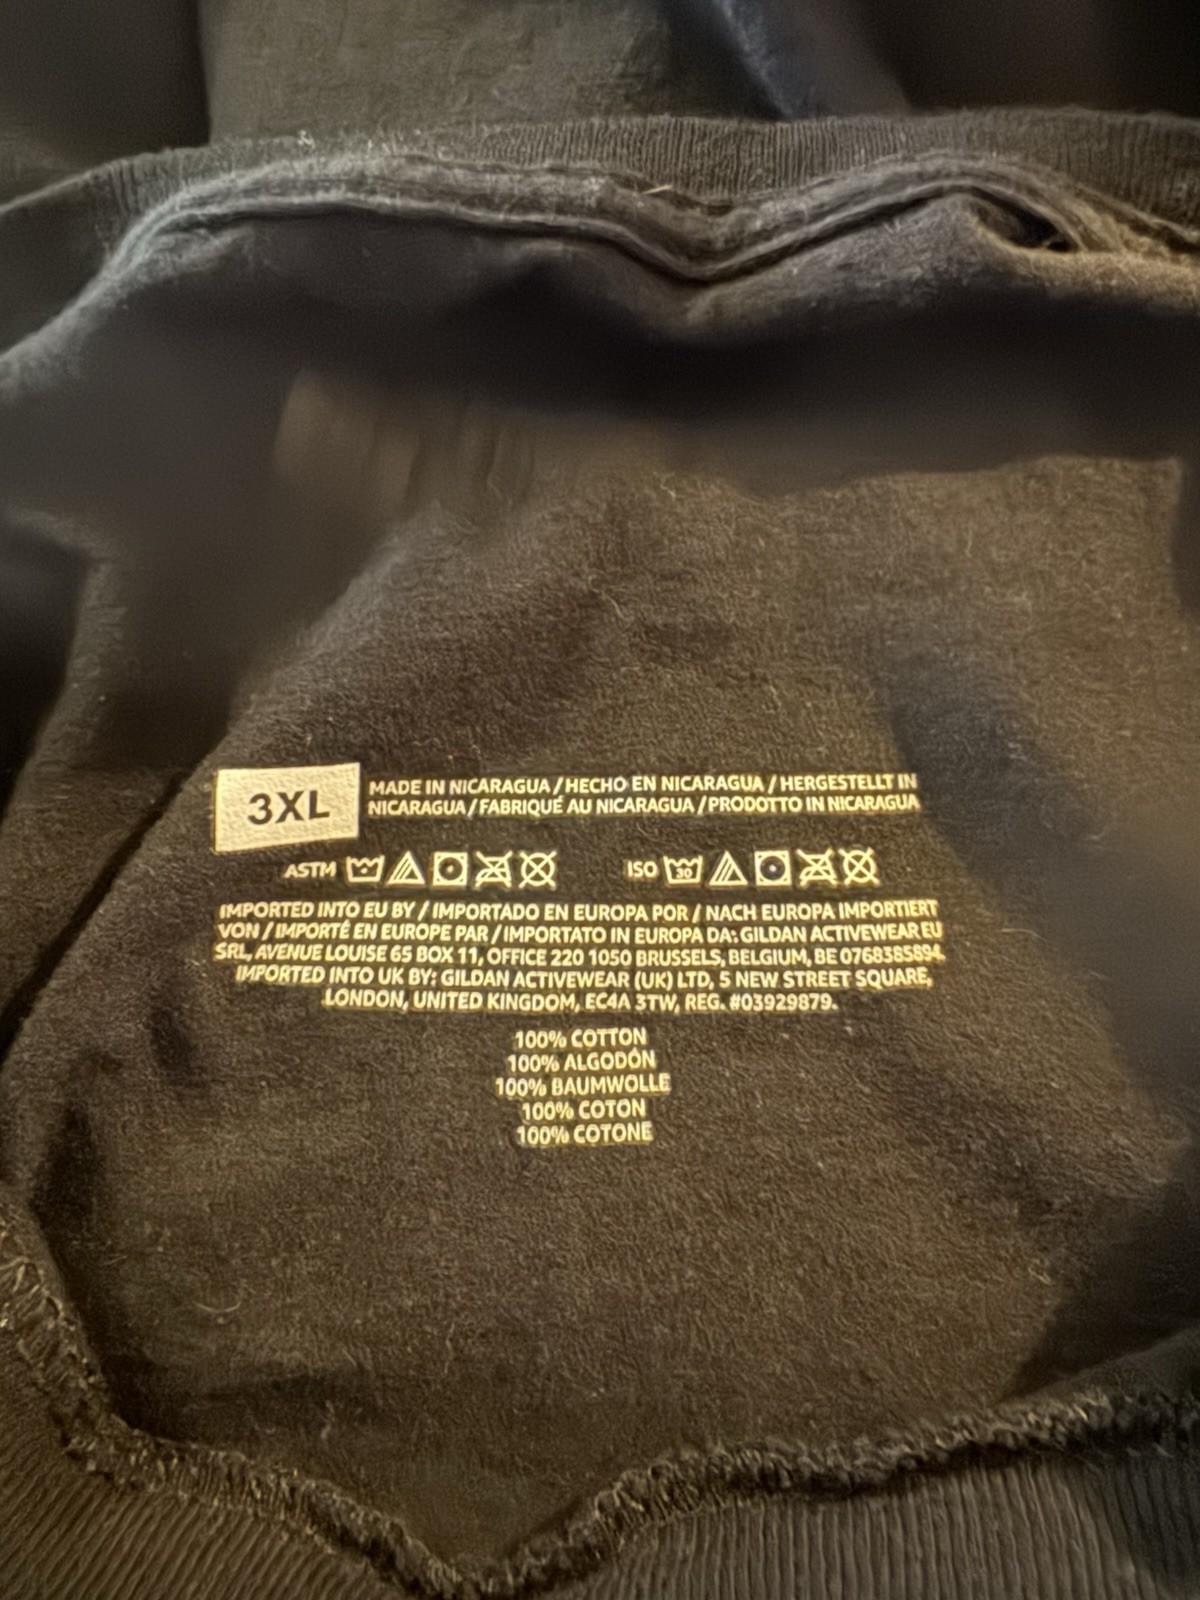 3XL
MADE IN NICARAGUA / HECHO EN NICARAGUA / HERGESTELLT IN
NICARAGUA / FABRIQUÉ AU NICARAGUA / PRODOTTO IN NICARAGUA
ASTM ISO 30
IMPORTED INTO EU BY / IMPORTADO EN EUROPA POR / NACH EUROPA IMPORTIERT
VON / IMPORTÉ EN EUROPE PAR / IMPORTATO IN EUROPA DA: GILDAN ACTIVEWEAR EU
SRL, AVENUE LOUISE 65 BOX 11, OFFICE 220 1050 BRUSSELS, BELGIUM, BE 0768385894.
IMPORTED INTO UK BY: GILDAN ACTIVEWEAR (UK) LTD, 5 NEW STREET SQUARE,
LONDON, UNITED KINGDOM, EC4A 3TW, REG. #03929879.
100% COTTON
100% ALGODÓN
100% BAUMWOLLE
100% COTON
100% COTONE